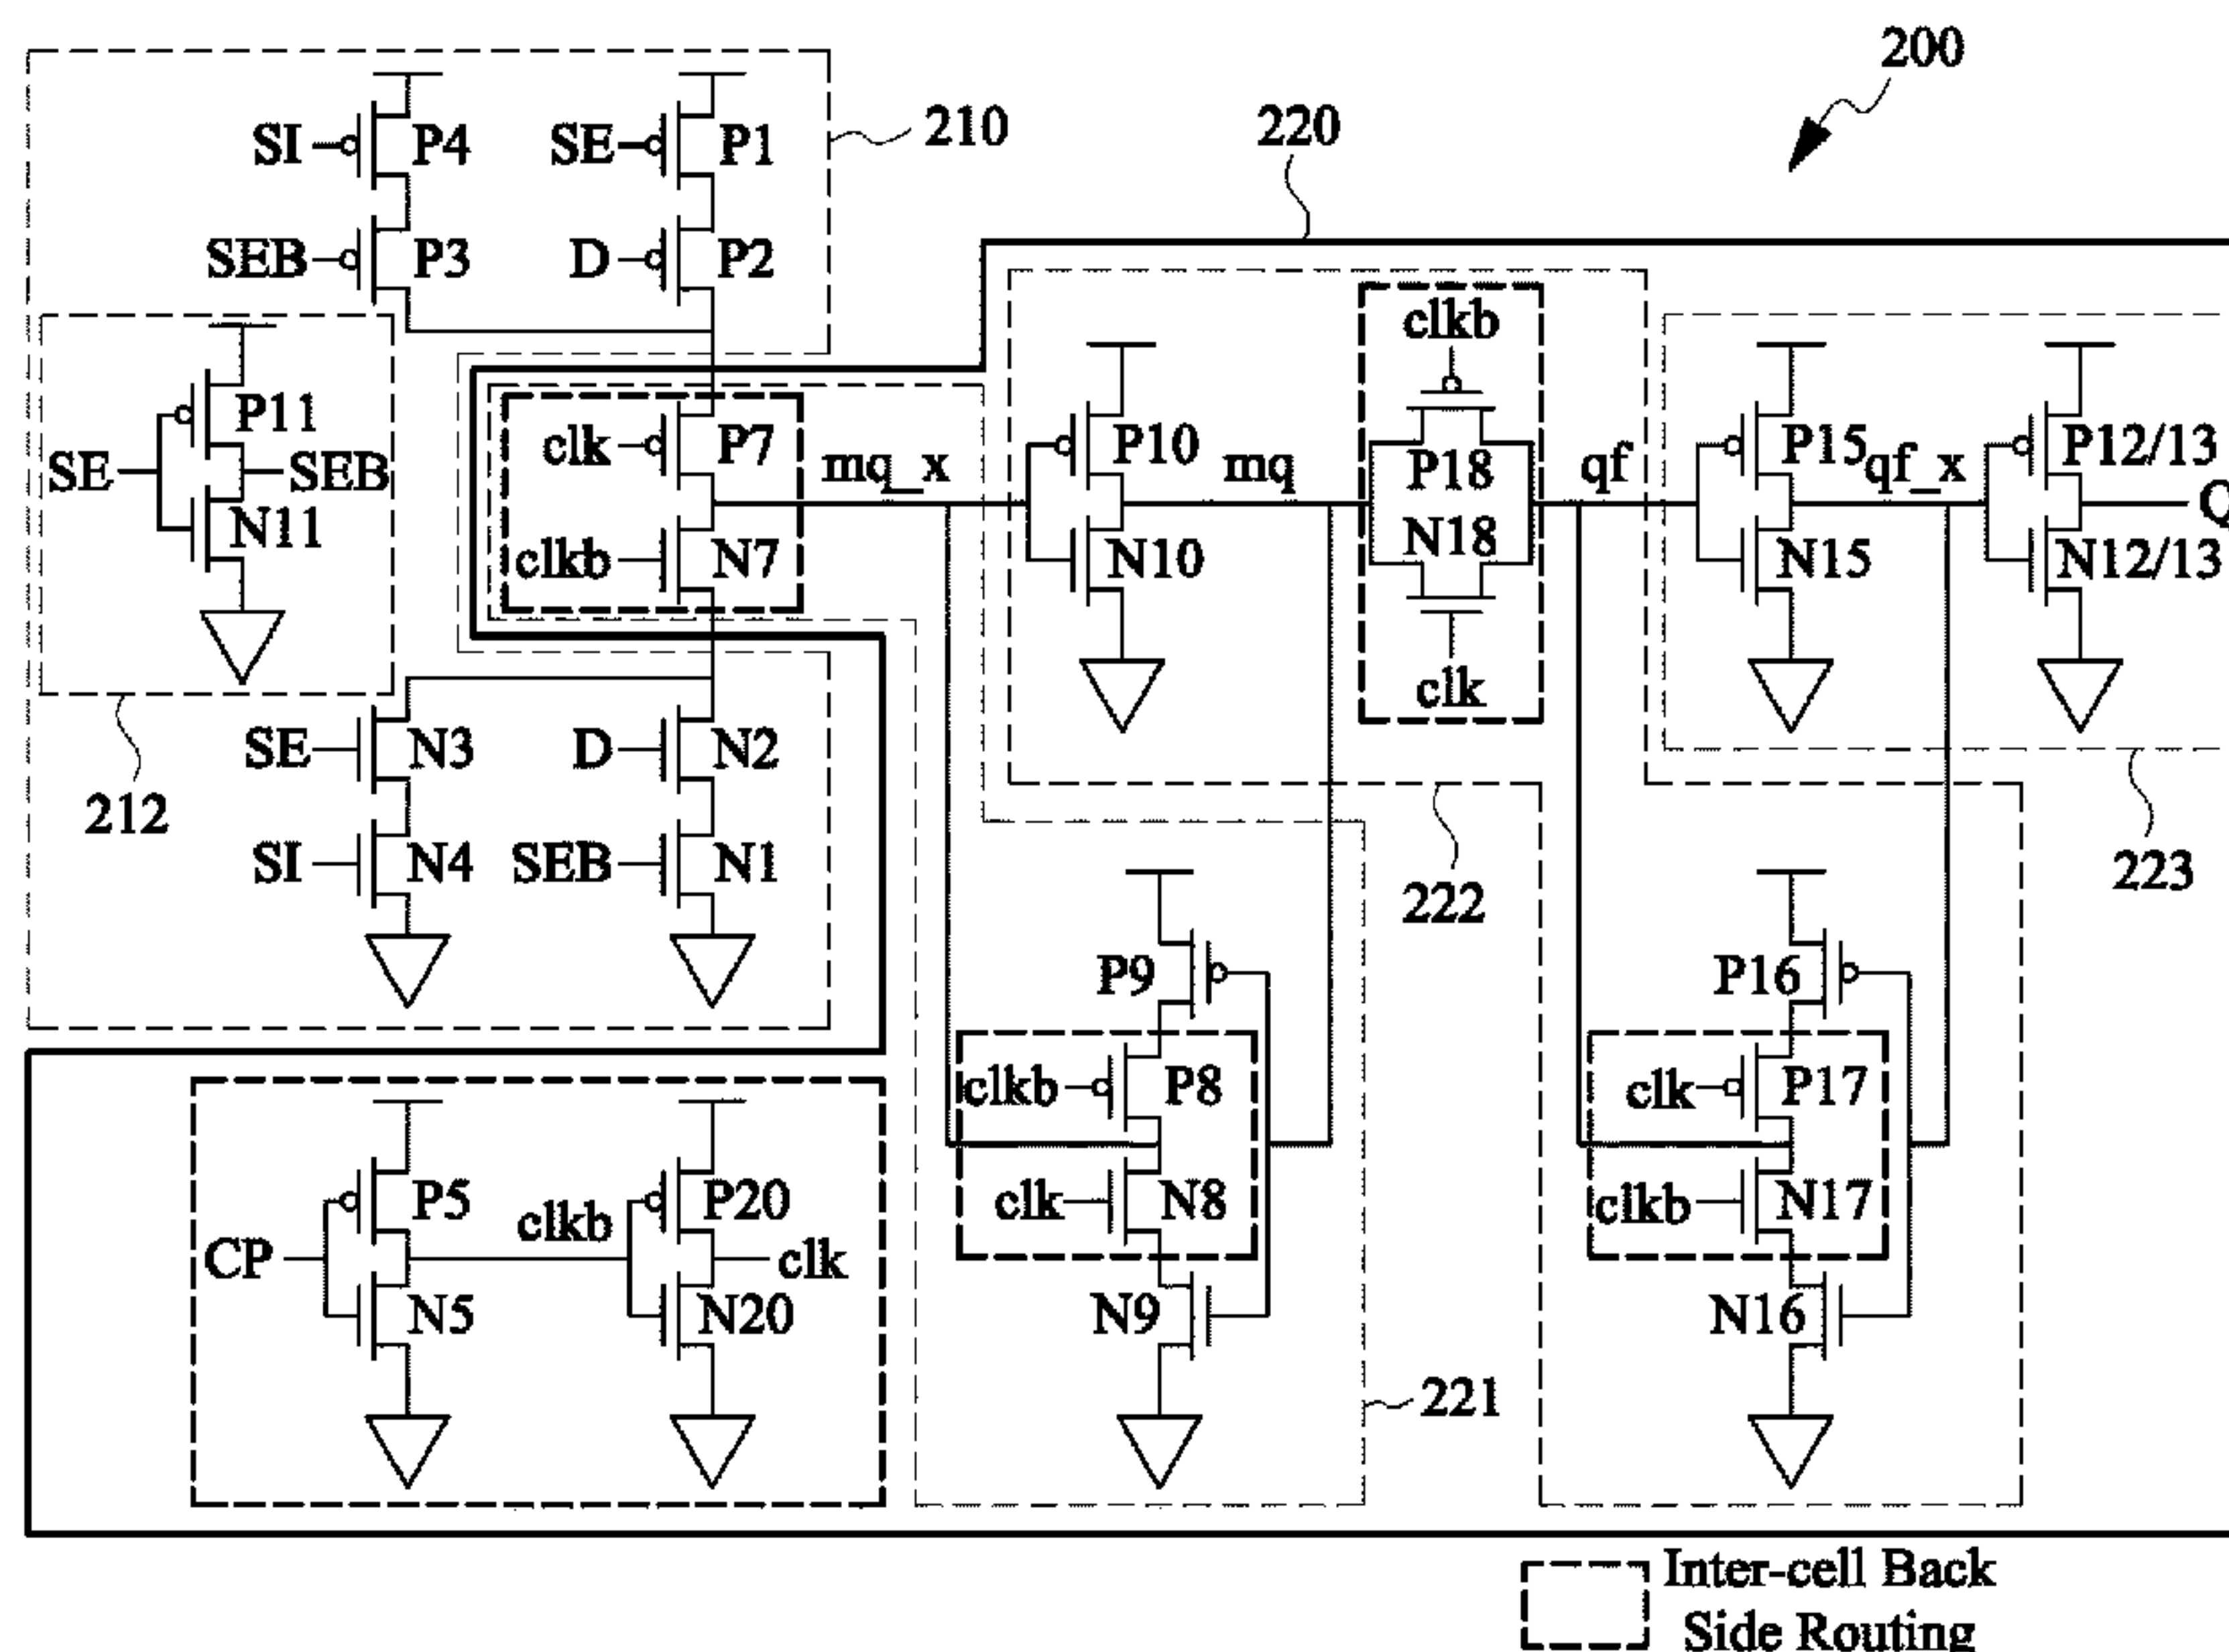 200
210
220
SI
P4
SE
P1
SEB
P3
D
P2
clkb
P11
SE
SEB
N11
clk
P7
clkb
N7
mq_x
P10
N10
mq
P18
N18
clk
qf
P15
N15
qf_x
P12/13
N12/13
Q
SE
N3
D
N2
212
SI
N4
SEB
N1
222
223
P9
P16
clkb
P8
clk
P17
clk
N8
clkb
N17
CP
P5
N5
clkb
P20
N20
clk
N9
N16
221
Inter-cell Back
Side Routing